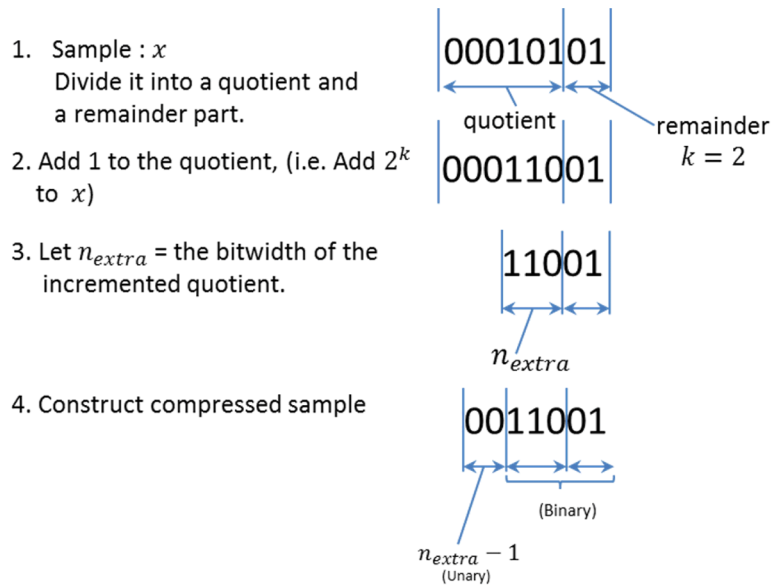 1. Sample : x
Divide it into a quotient and
a remainder part.
00010101
quotient
remainder
k = 2
2. Add 1 to the quotient, (i.e. Add 2^k
to x)
00011001
3. Let n_extra = the bitwidth of the
incremented quotient.
11001
n_extra
4. Construct compressed sample
0011001
(Binary)
n_extra − 1
(Unary)